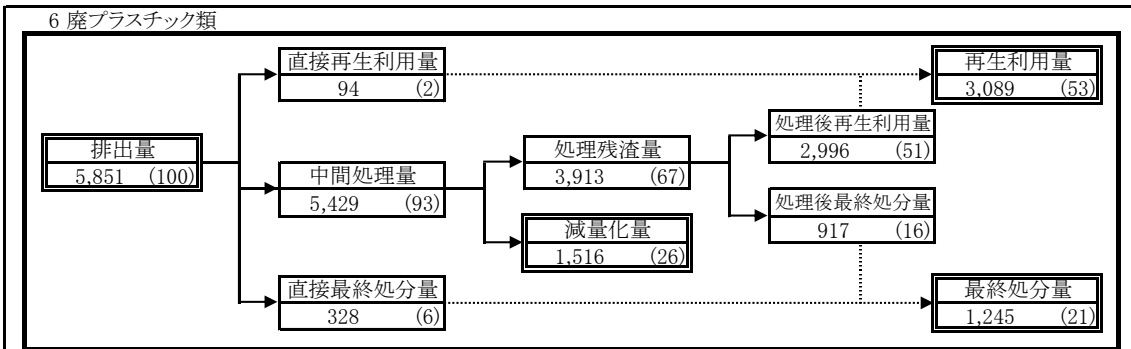 6 廃プラスチック類
直接再生利用量
94 (2)
再生利用量
3,089 (53)
処理後再生利用量
2,996 (51)
排出量
5,851 (100)
処理残渣量
3,913 (67)
中間処理量
5,429 (93)
処理後最終処分量
917 (16)
減量化量
1,516 (26)
直接最終処分量
328 (6)
最終処分量
1,245 (21)